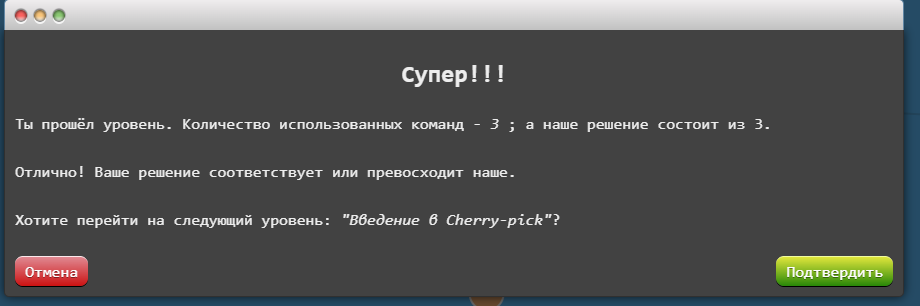 Супер!!!
Ты прошёл уровень. Количество использованных команд - 3 ; а наше решение состоит из 3.
Отлично! Ваше решение соответствует или превосходит наше.
Хотите перейти на следующий уровень: "Введение в Cherry-pick"?
Отмена
Подтвердить